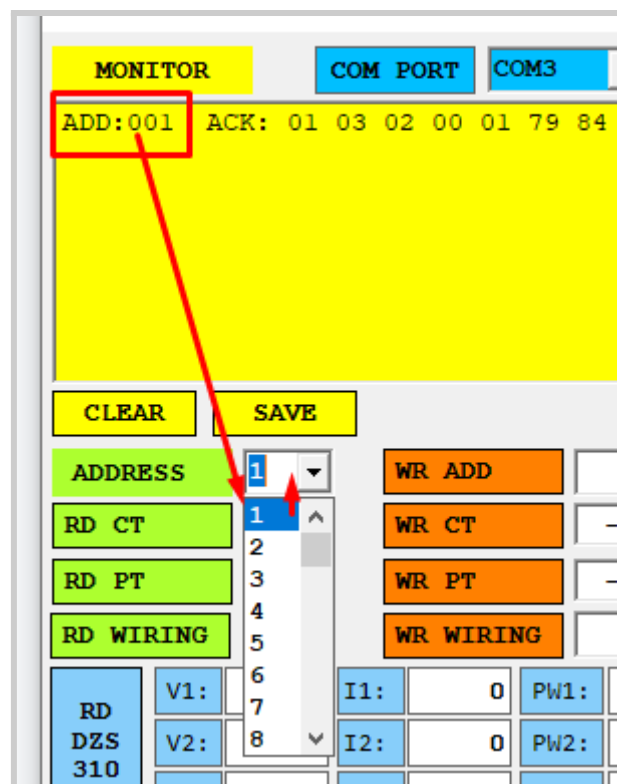 MONITOR COM PORT COM3
ADD:001 ACK: 01 03 02 00 01 79 84
CLEAR SAVE
ADDRESS 1 WR ADD
RD CT 1 WR CT
2
RD PT 3 WR PT
4
RD WIRING 5 WR WIRING
6
RD DZS 310
V1: 7 I1: 0 PW1:
V2: 8 I2: 0 PW2: